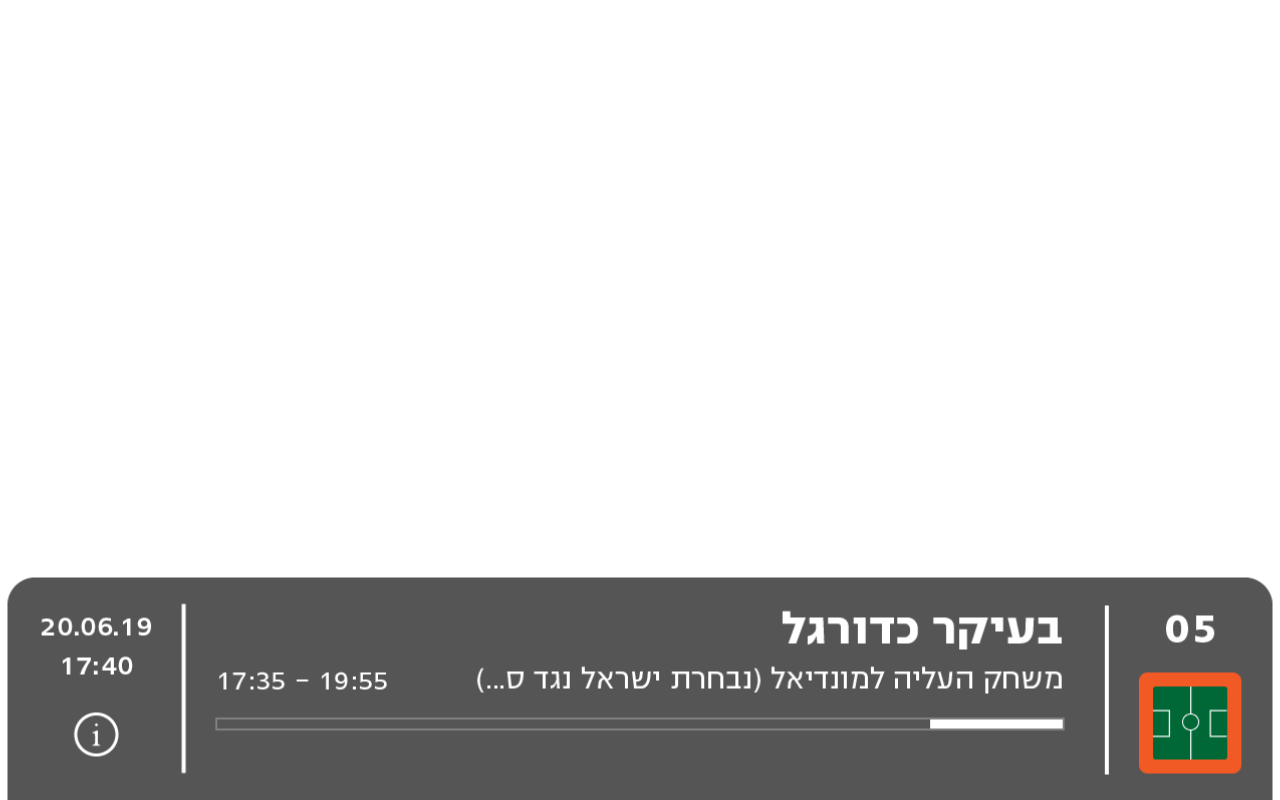 05
בעיקר כדורגל
משחק העליה למונדיאל (נבחרת ישראל נגד ס...)
17:35 – 19:55
20.06.19
17:40
i